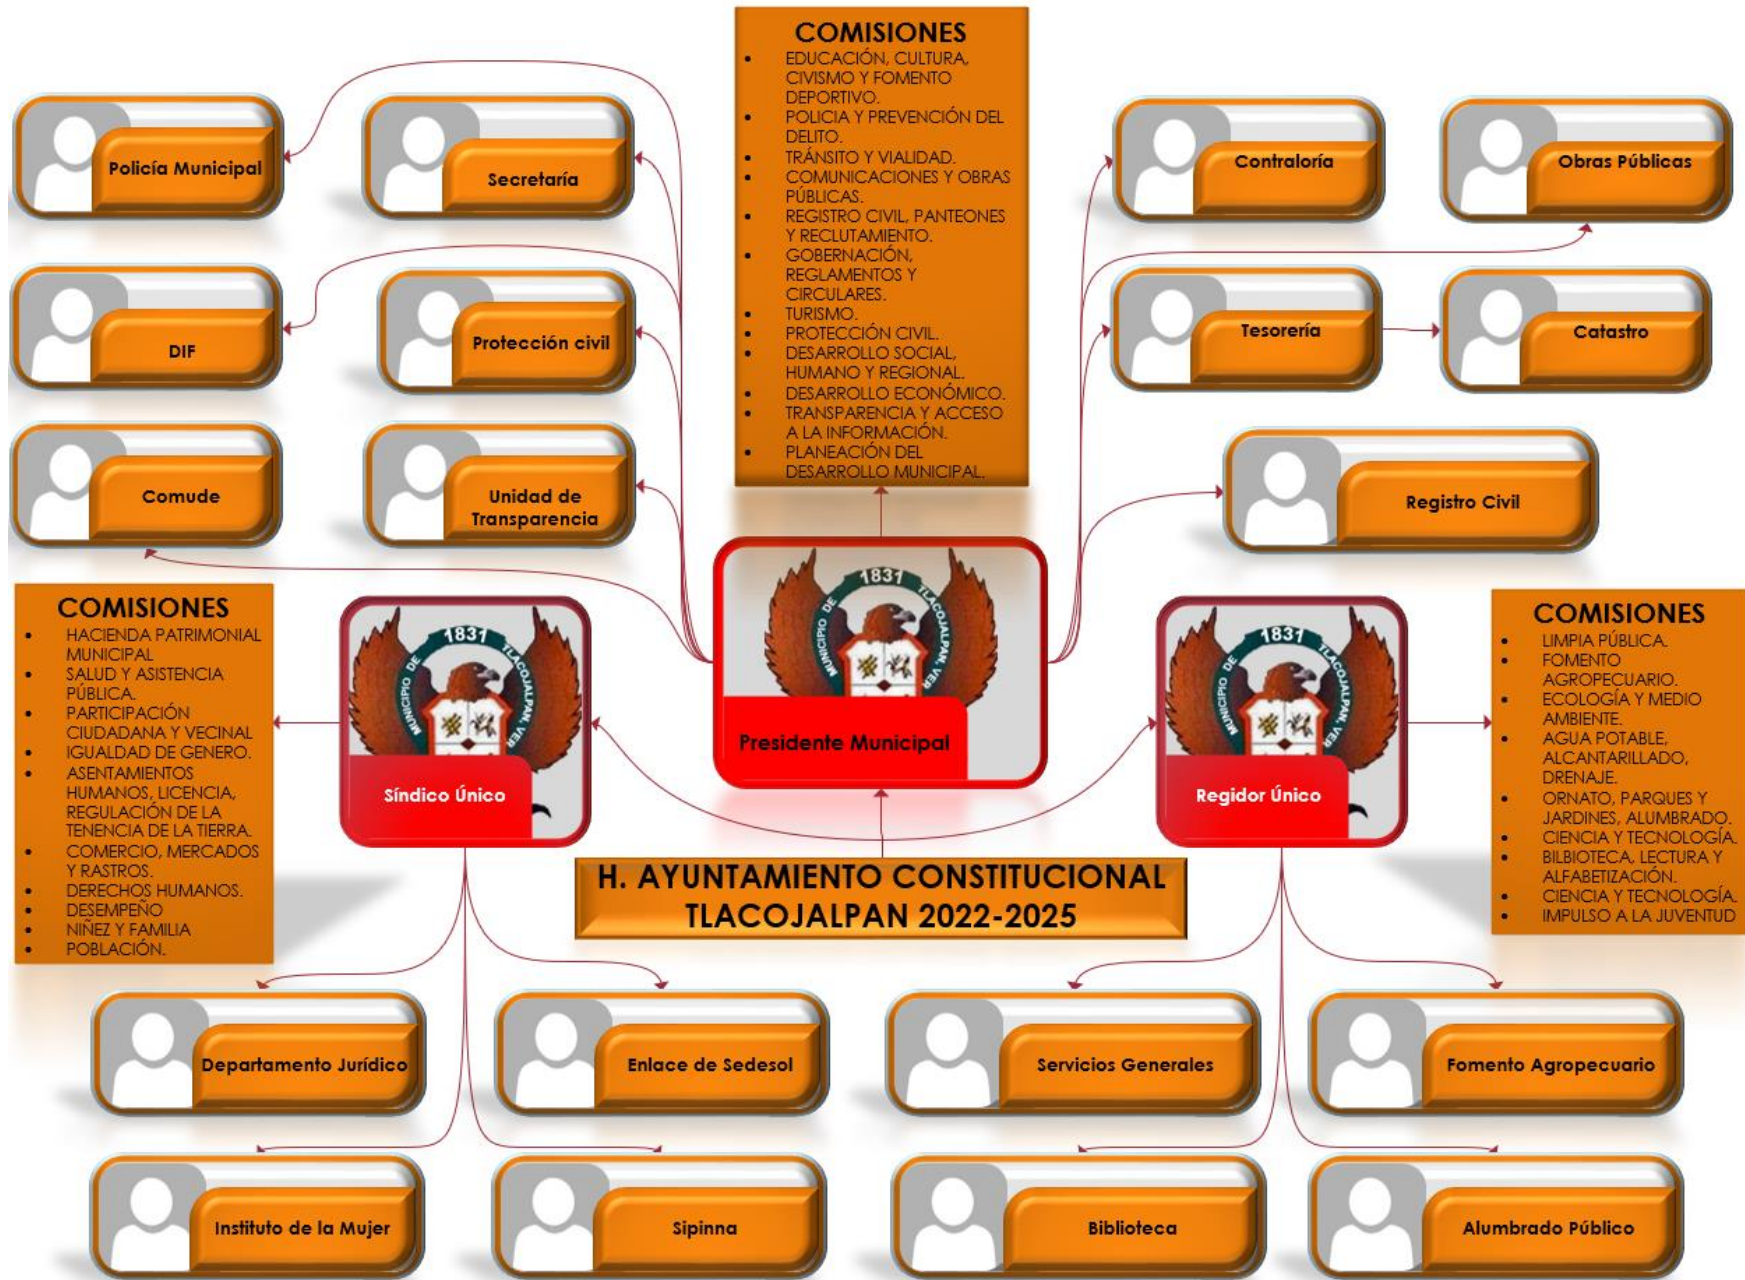 COMISIONES
• EDUCACIÓN, CULTURA,
CIVISMO Y FOMENTO
DEPORTIVO.
• POLICIA Y PREVENCIÓN DEL
DELITO.
• TRÁNSITO Y VIALIDAD.
• COMUNICACIONES Y OBRAS
PÚBLICAS.
• REGISTRO CIVIL, PANTEONES
Y RECLUTAMIENTO.
• GOBERNACIÓN,
REGLAMENTOS Y
CIRCULARES.
• TURISMO.
• PROTECCIÓN CIVIL.
• DESARROLLO SOCIAL,
HUMANO Y REGIONAL.
• DESARROLLO ECONÓMICO.
• TRANSPARENCIA Y ACCESO
A LA INFORMACIÓN.
• PLANEACIÓN DEL
DESARROLLO MUNICIPAL.
Policía Municipal
Secretaría
Contraloría
Obras Públicas
DIF
Protección civil
Tesorería
Catastro
Comude
Unidad de
Transparencia
Registro Civil
COMISIONES
• HACIENDA PATRIMONIAL
MUNICIPAL
• SALUD Y ASISTENCIA
PÚBLICA.
• PARTICIPACIÓN
CIUDADANA Y VECINAL
• IGUALDAD DE GENERO.
• ASENTAMIENTOS
HUMANOS, LICENCIA,
REGULACIÓN DE LA
TENENCIA DE LA TIERRA.
• COMERCIO, MERCADOS
Y RASTROS.
• DERECHOS HUMANOS.
• DESEMPEÑO
• NIÑEZ Y FAMILIA
• POBLACIÓN.
MUNICIPIO DE TLACOJALPAN, VER
1831
Síndico Único
MUNICIPIO DE TLACOJALPAN, VER
1831
Presidente Municipal
MUNICIPIO DE TLACOJALPAN, VER
1831
Regidor Único
COMISIONES
• LIMPIA PÚBLICA.
• FOMENTO
AGROPECUARIO.
• ECOLOGÍA Y MEDIO
AMBIENTE.
• AGUA POTABLE,
ALCANTARILLADO,
DRENAJE.
• ORNATO, PARQUES Y
JARDINES, ALUMBRADO.
• CIENCIA Y TECNOLOGÍA.
• BILBIOTECA, LECTURA Y
ALFABETIZACIÓN.
• CIENCIA Y TECNOLOGÍA.
• IMPULSO A LA JUVENTUD
H. AYUNTAMIENTO CONSTITUCIONAL
TLACOJALPAN 2022-2025
Departamento Jurídico
Enlace de Sedesol
Servicios Generales
Fomento Agropecuario
Instituto de la Mujer
Sipinna
Biblioteca
Alumbrado Público